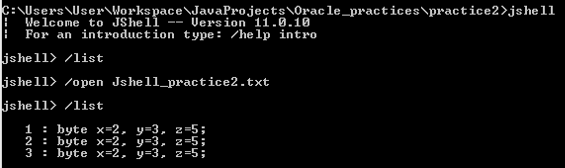 C:\Users\User\Workspace\JavaProjects\Oracle_practices\practice2>jshell
|  Welcome to JShell -- Version 11.0.10
|  For an introduction type: /help intro
jshell> /list
jshell> /open Jshell_practice2.txt
jshell> /list
1 : byte x=2, y=3, z=5;
2 : byte x=2, y=3, z=5;
3 : byte x=2, y=3, z=5;